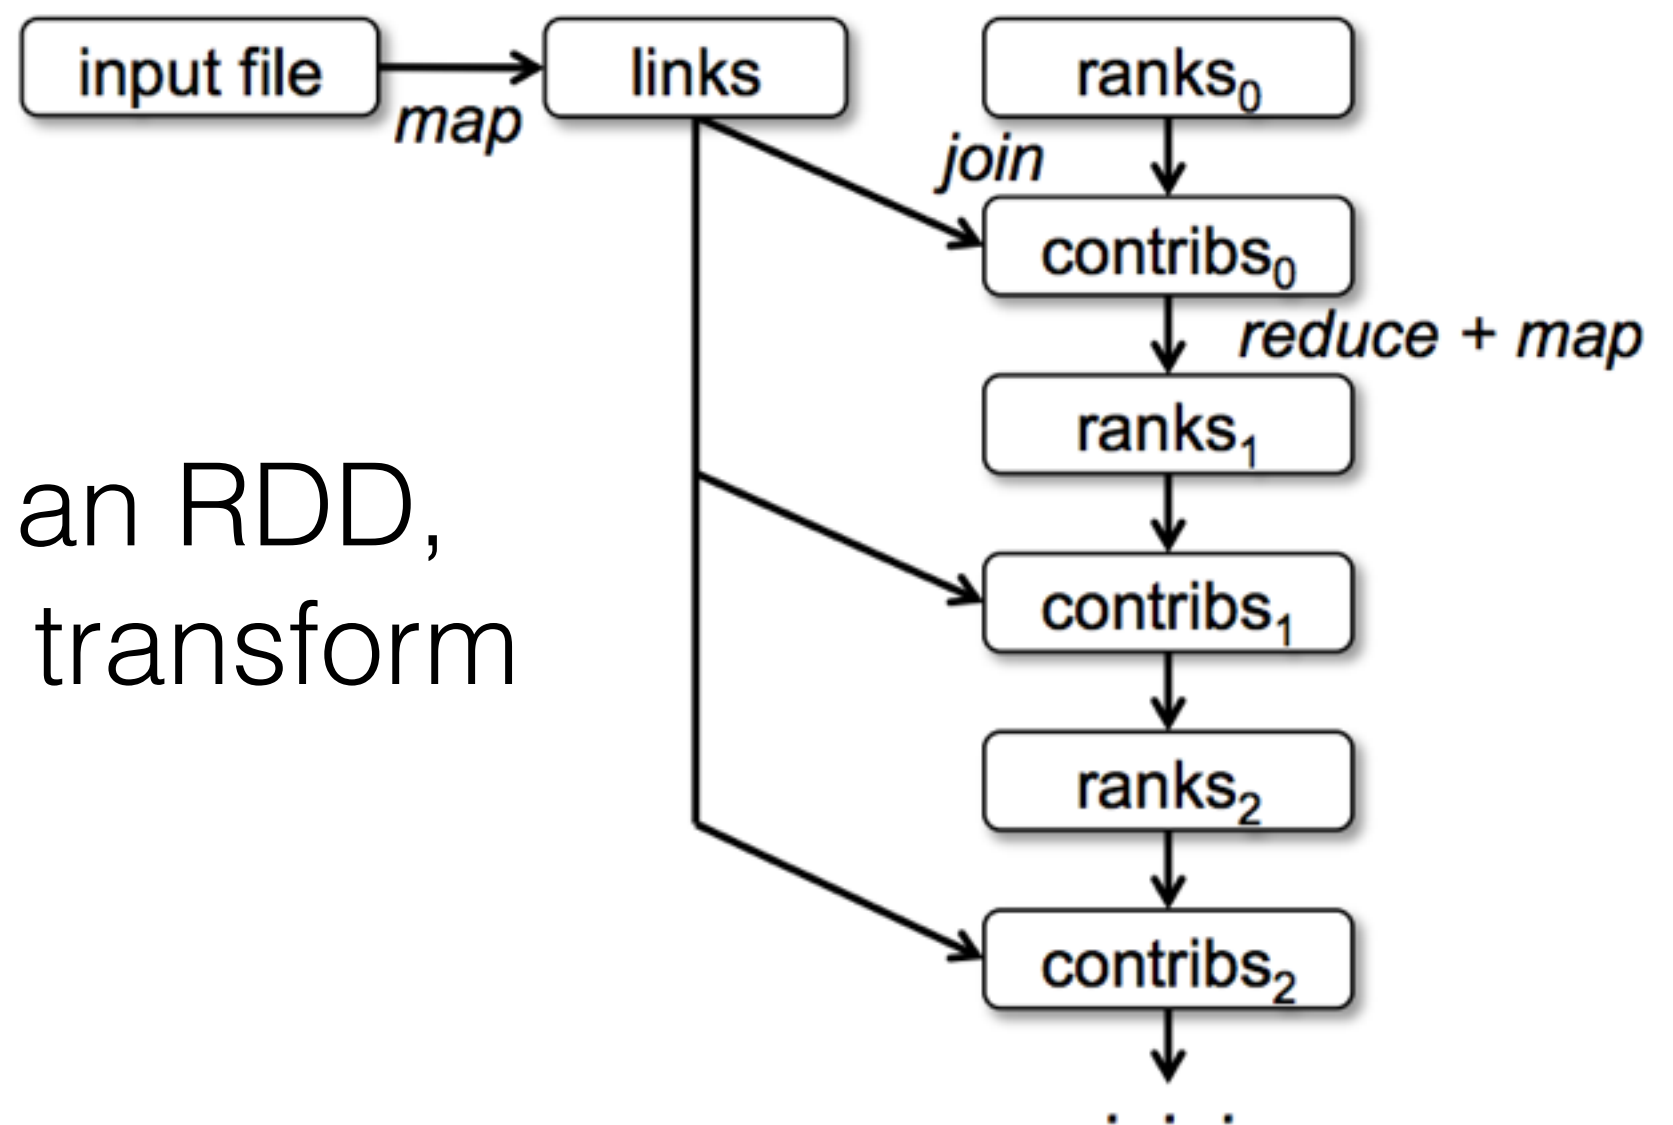 input file
map
links
ranks₀
join
contribs₀
reduce + map
ranks₁
an RDD,
transform
contribs₁
ranks₂
contribs₂
. . .